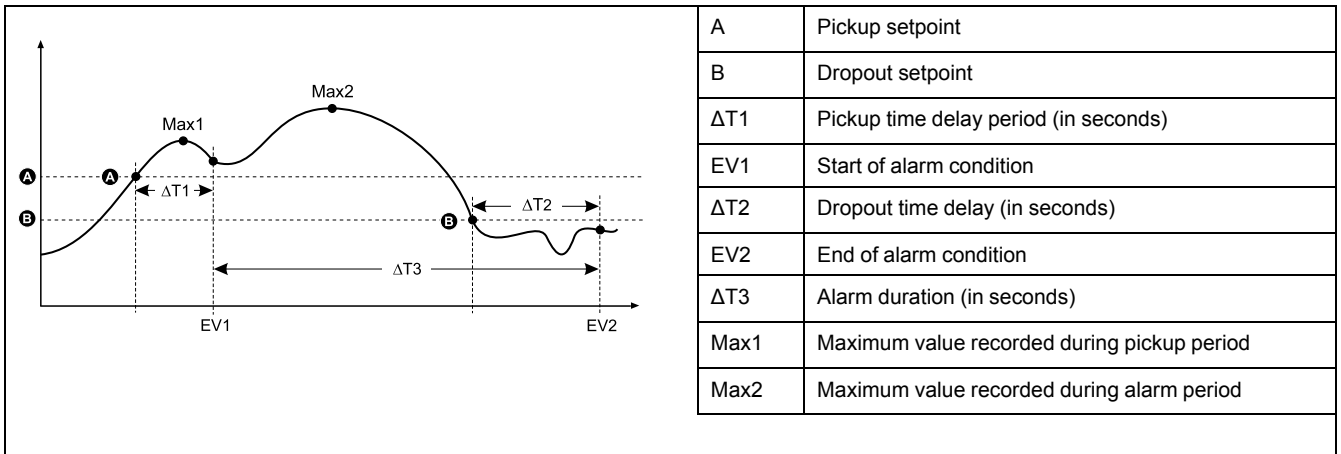 Max2
Max1
A
A
ΔT1
B
B
ΔT2
ΔT3
EV1
EV2
A Pickup setpoint
B Dropout setpoint
ΔT1 Pickup time delay period (in seconds)
EV1 Start of alarm condition
ΔT2 Dropout time delay (in seconds)
EV2 End of alarm condition
ΔT3 Alarm duration (in seconds)
Max1 Maximum value recorded during pickup period
Max2 Maximum value recorded during alarm period